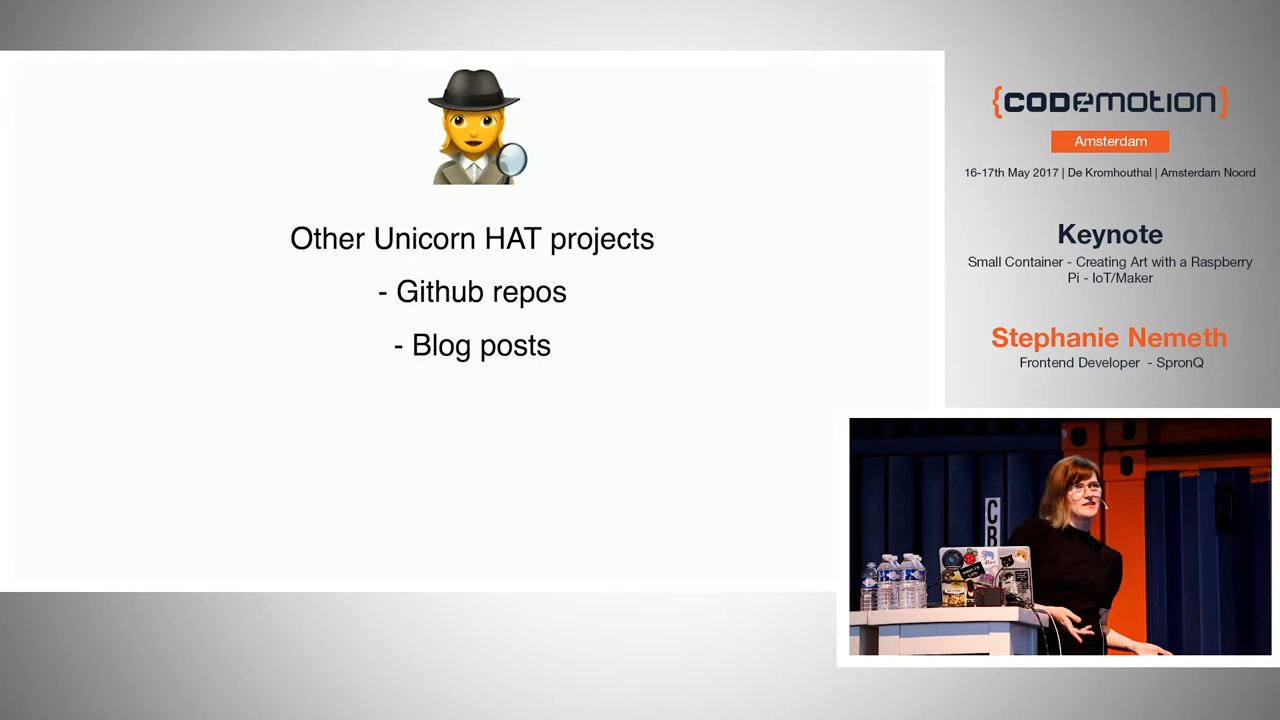 Other Unicorn HAT projects
- Github repos
- Blog posts
{CODEMOTION}
Amsterdam
16-17th May 2017 | De Kromhouthal | Amsterdam Noord
Keynote
Small Container - Creating Art with a Raspberry
Pi - IoT/Maker
Stephanie Nemeth
Frontend Developer - SpronQ
CB